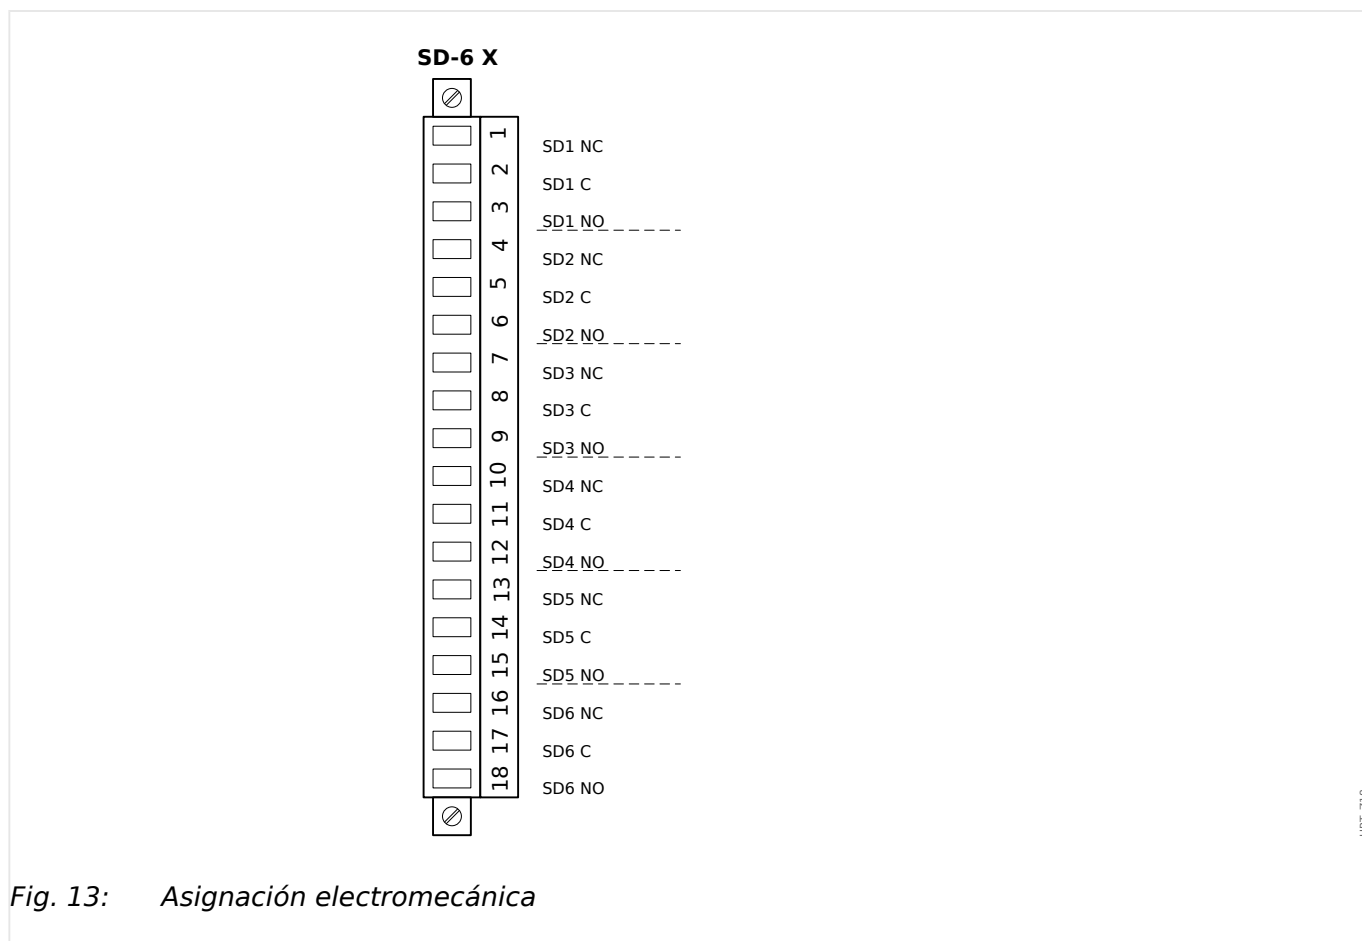 SD-6 X
1 SD1 NC
2 SD1 C
3 SD1 NO
4 SD2 NC
5 SD2 C
6 SD2 NO
7 SD3 NC
8 SD3 C
9 SD3 NO
10 SD4 NC
11 SD4 C
12 SD4 NO
13 SD5 NC
14 SD5 C
15 SD5 NO
16 SD6 NC
17 SD6 C
18 SD6 NO
Fig. 13: Asignación electromecánica